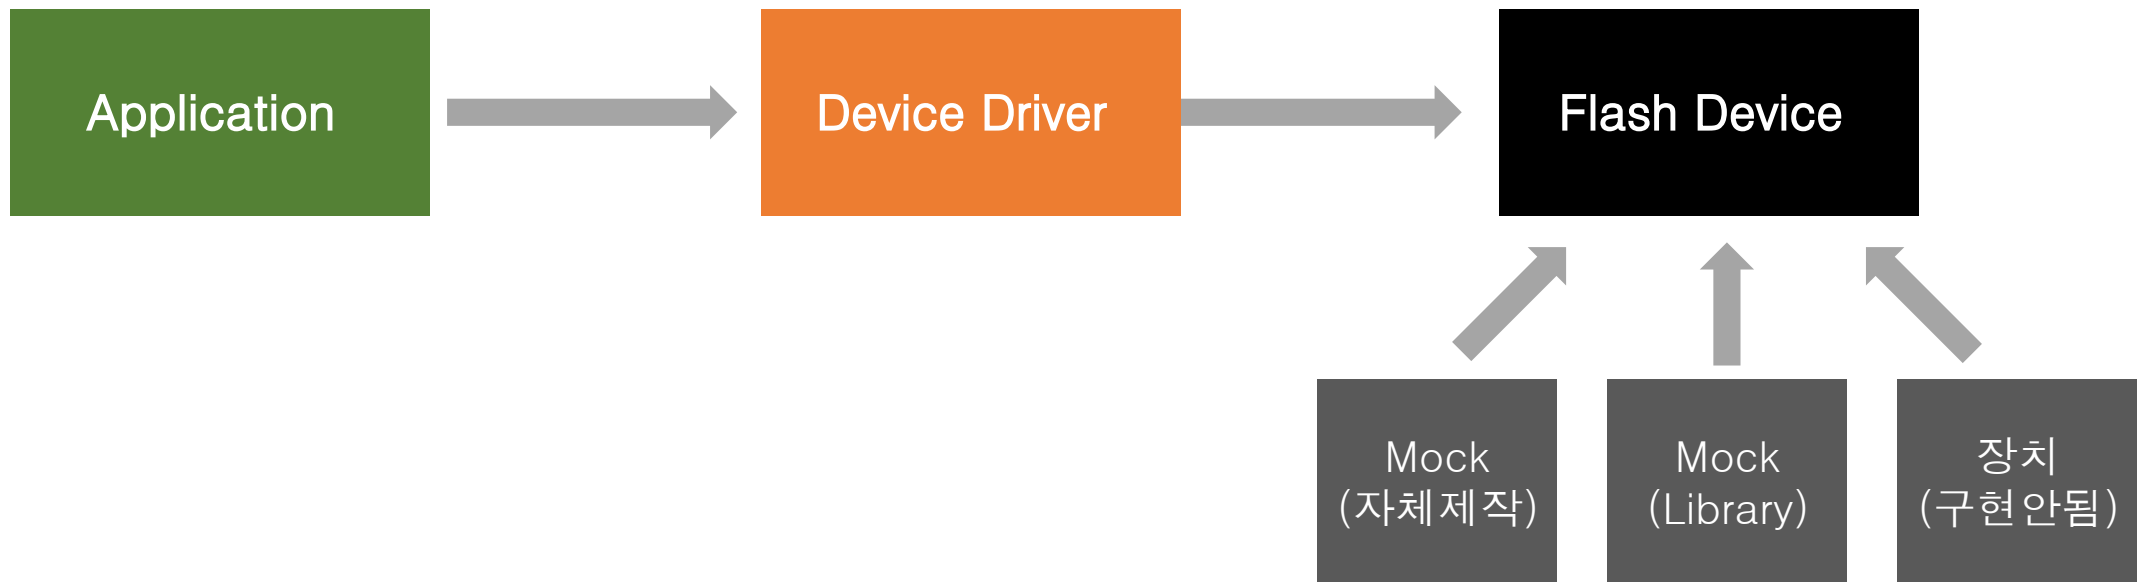 Application
Device Driver
Flash Device
Mock
(자체제작)
Mock
(Library)
장치
(구현안됨)